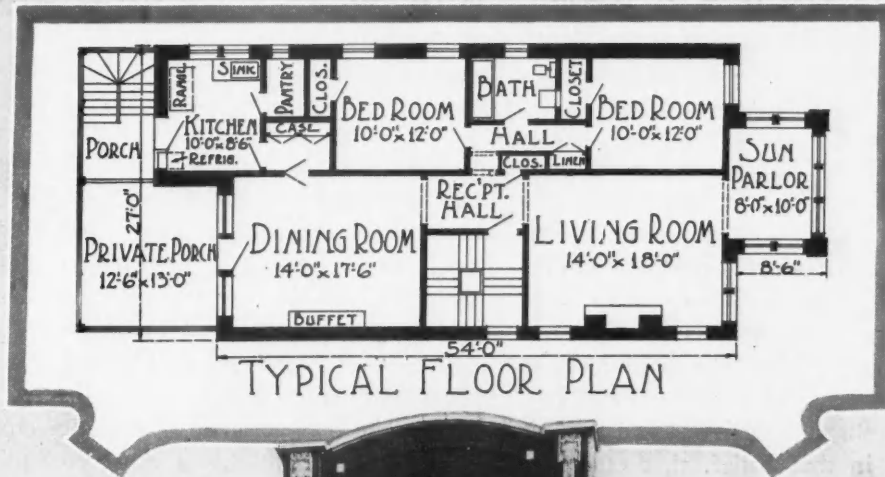 RANGE
SINK
PANTRY
CLOS.
BED ROOM
10'-0" x 12'-0"
BATH
CLOSET
BED ROOM
10'-0" x 12'-0"
KITCHEN
10'-0" x 8'-6"
REFRIG.
CASE
HALL
CLOS.
LINEN
PORCH
27'-0"
SUN
PARLOR
8'-0" x 10'-0"
8'-6"
REC'PT.
HALL
PRIVATE PORCH
12'-6" x 13'-0"
DINING ROOM
14'-0" x 17'-6"
LIVING ROOM
14'-0" x 18'-0"
BUFFET
54'-0"
TYPICAL FLOOR PLAN